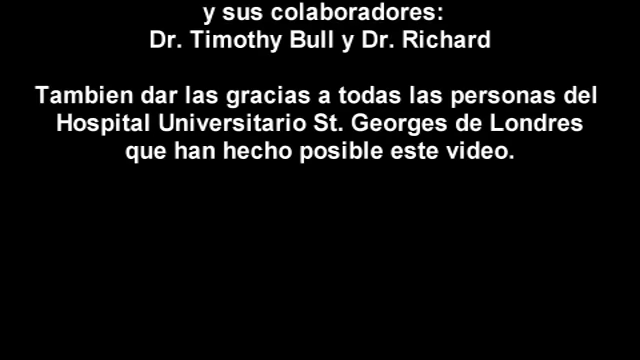 y sus colaboradores:
Dr. Timothy Bull y Dr. Richard
Tambien dar las gracias a todas las personas del
Hospital Universitario St. Georges de Londres
que han hecho posible este video.